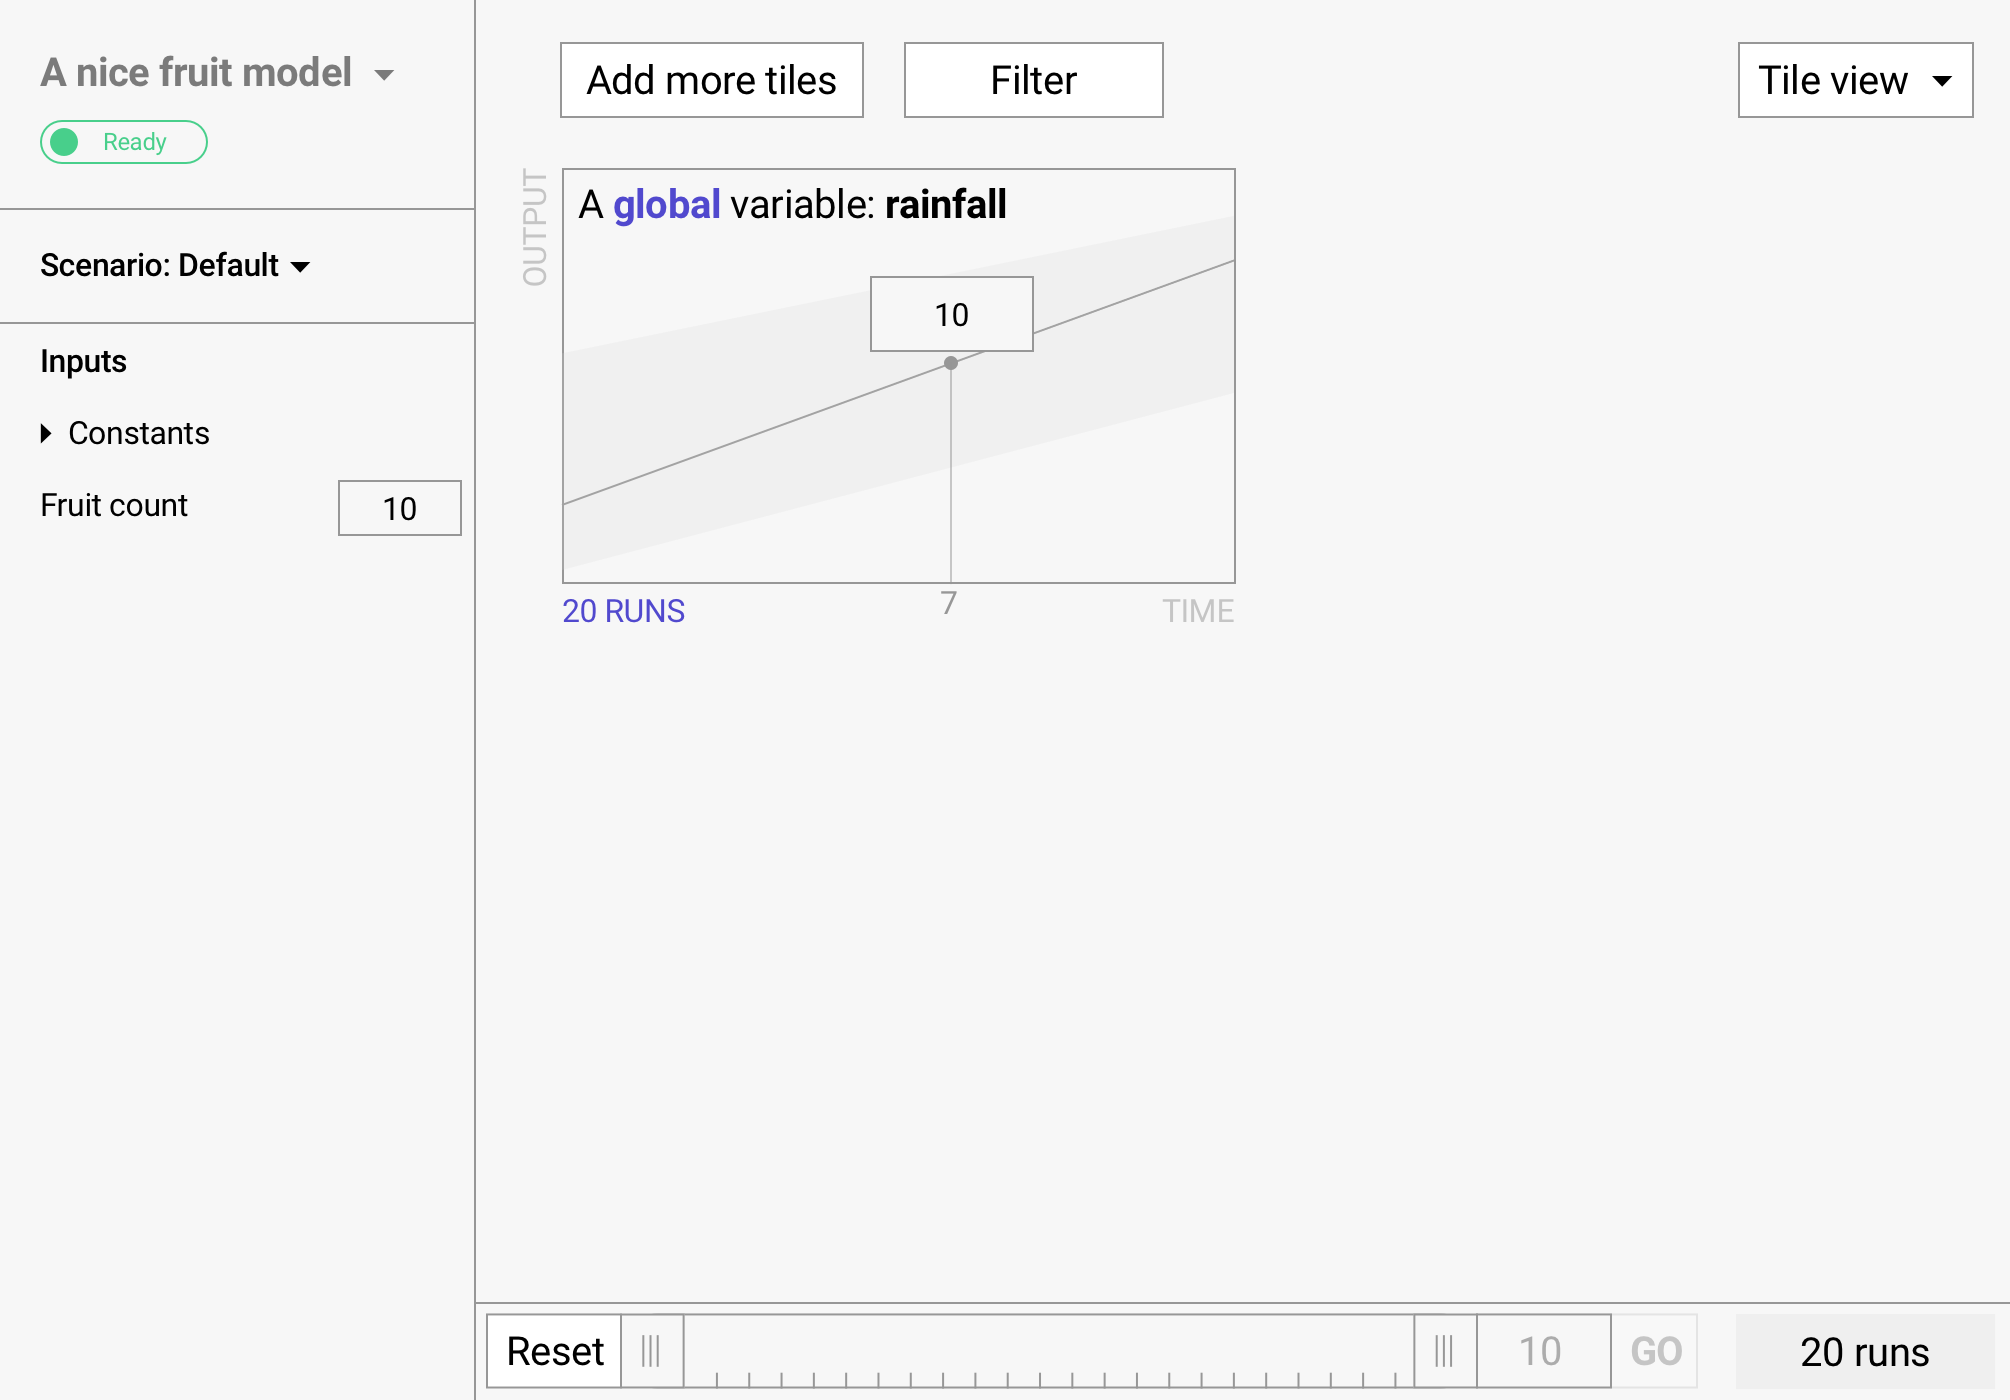 A nice fruit model
Ready
Scenario: Default
Inputs
Constants
Fruit count
10
Add more tiles
Filter
Tile view
OUTPUT
A global variable: rainfall
10
20 RUNS
7
TIME
Reset
10
GO
20 runs